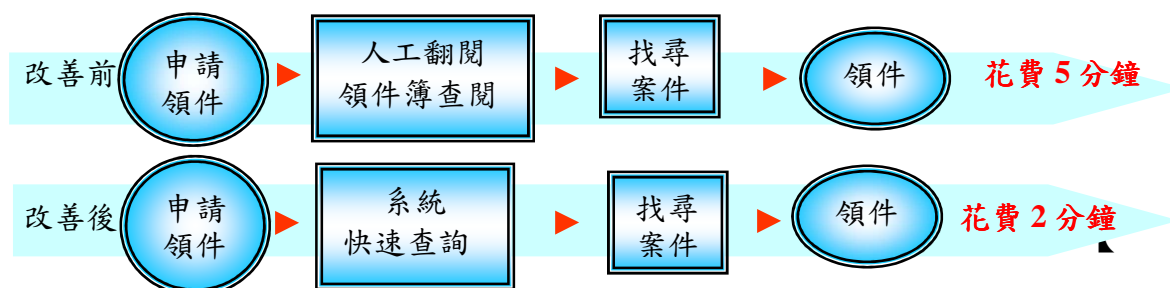 改善前
申請
領件
人工翻閱
領件簿查閱
找尋
案件
領件
花費 5 分鐘
改善後
申請
領件
系統
快速查詢
找尋
案件
領件
花費 2 分鐘